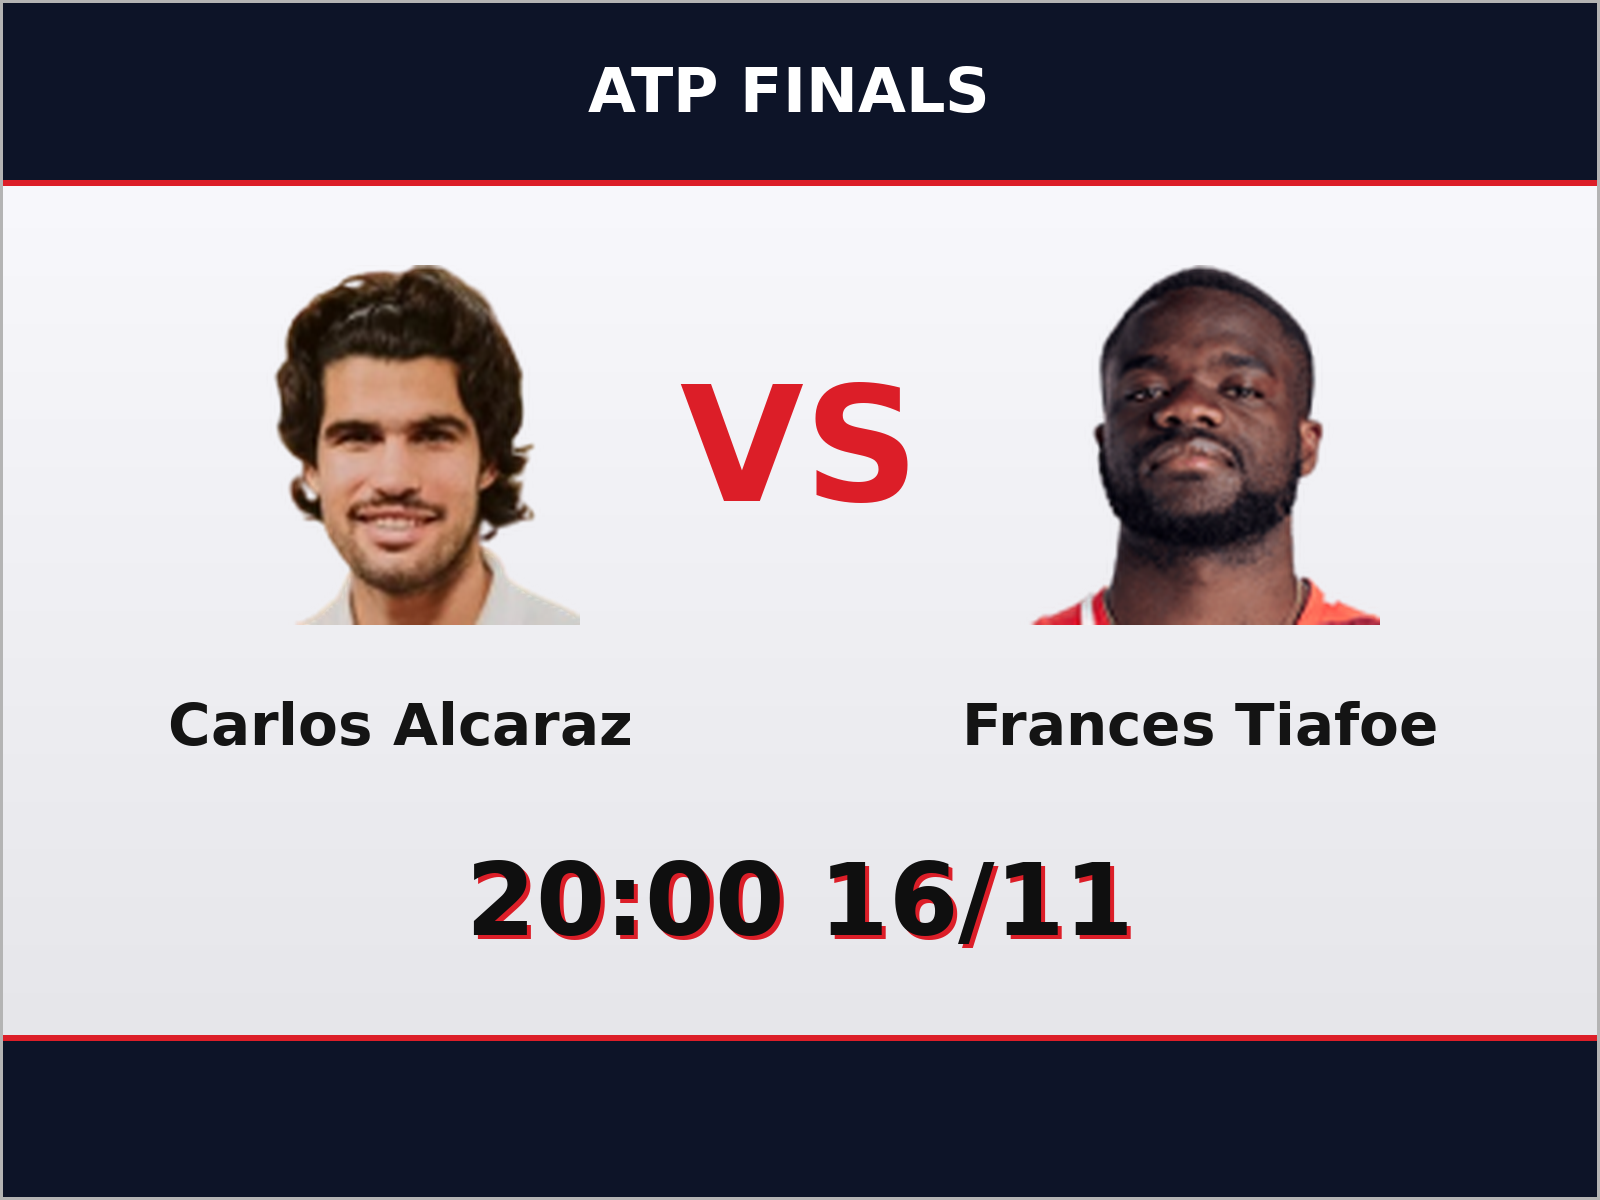 ATP FINALS
VS
Carlos Alcaraz
Frances Tiafoe
20:00 16/11